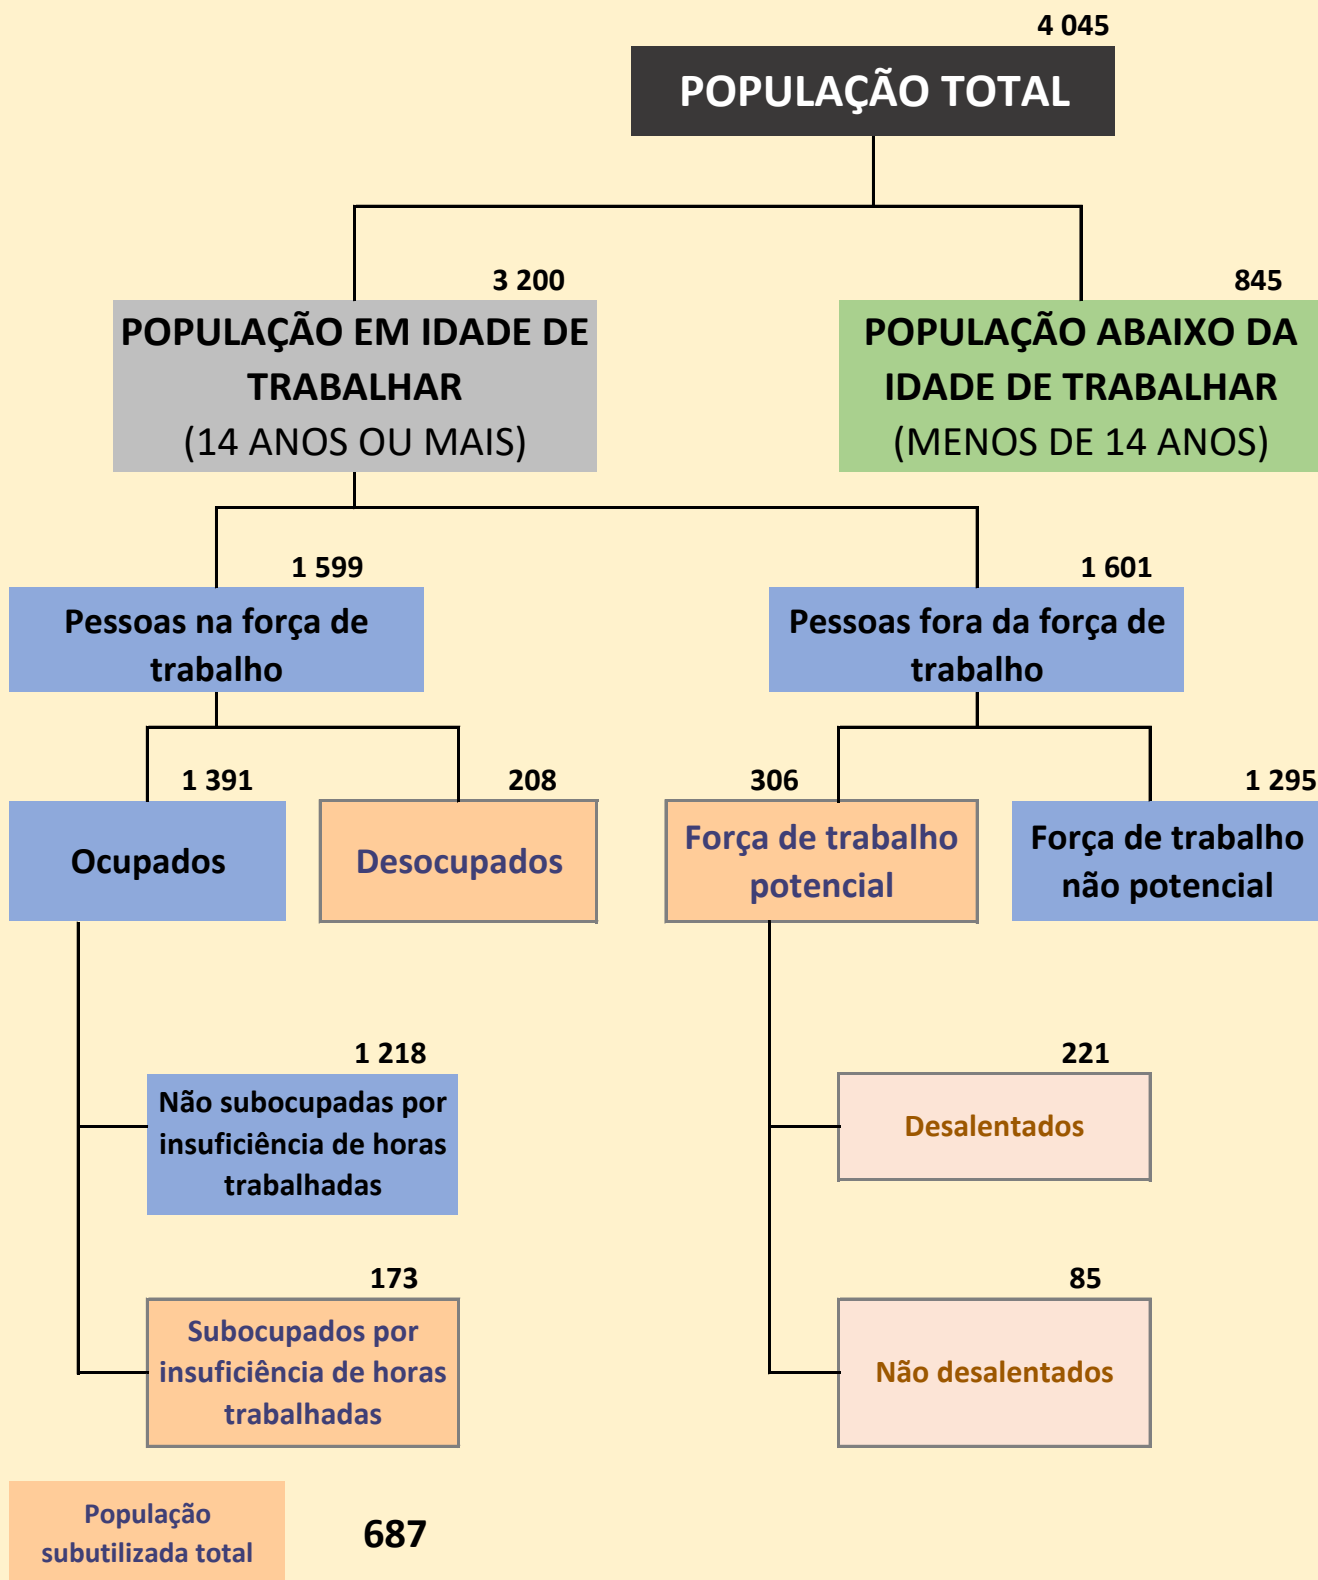 4 045
POPULAÇÃO TOTAL
3 200
POPULAÇÃO EM IDADE DE
TRABALHAR
(14 ANOS OU MAIS)
845
POPULAÇÃO ABAIXO DA
IDADE DE TRABALHAR
(MENOS DE 14 ANOS)
1 599
Pessoas na força de
trabalho
1 601
Pessoas fora da força de
trabalho
1 391
Ocupados
208
Desocupados
306
Força de trabalho
potencial
1 295
Força de trabalho
não potencial
1 218
Não subocupadas por
insuficiência de horas
trabalhadas
221
Desalentados
173
Subocupados por
insuficiência de horas
trabalhadas
85
Não desalentados
População
subutilizada total
687